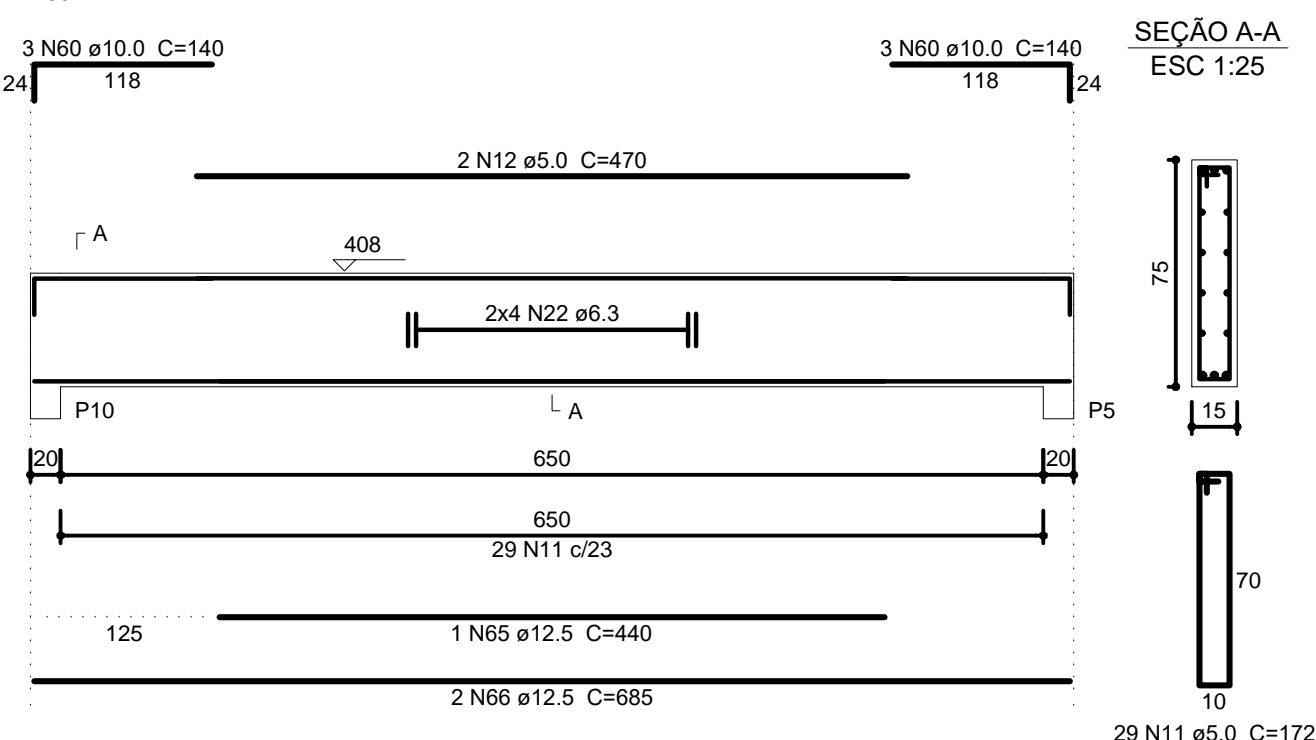 3 N60 ø10.0 C=140
24
118
3 N60 ø10.0 C=140
118
24
SEÇÃO A-A
ESC 1:25
2 N12 ø5.0 C=470
A
408
2x4 N22 ø6.3
P10
A
P5
75
15
20
650
20
650
29 N11 c/23
125
1 N65 ø12.5 C=440
2 N66 ø12.5 C=685
70
10
29 N11 ø5.0 C=172